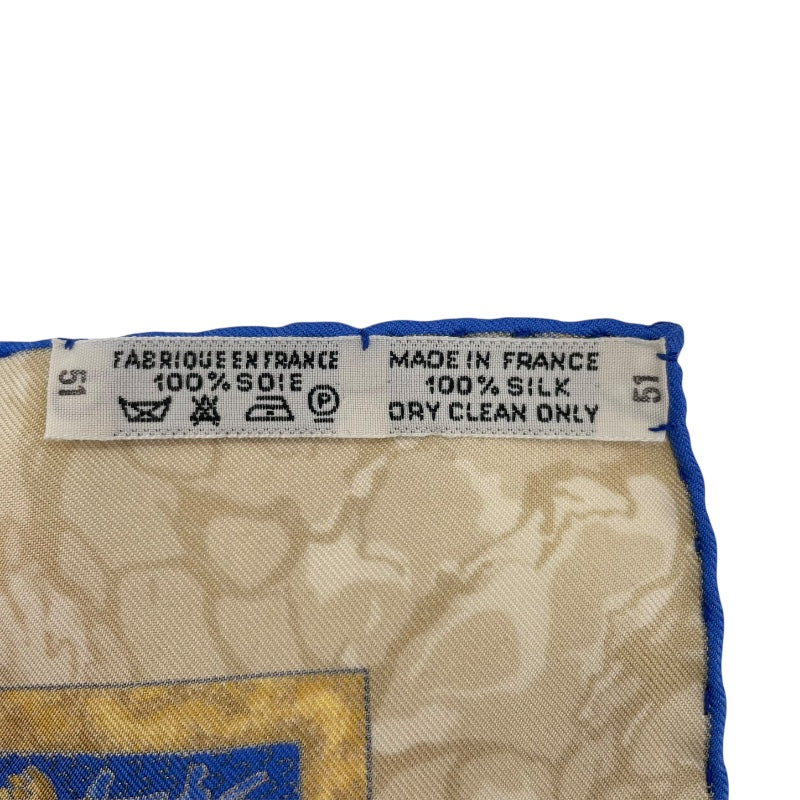 51
FABRIQUE EN FRANCE
100% SOIE
P
MADE IN FRANCE
100% SILK
DRY CLEAN ONLY
51